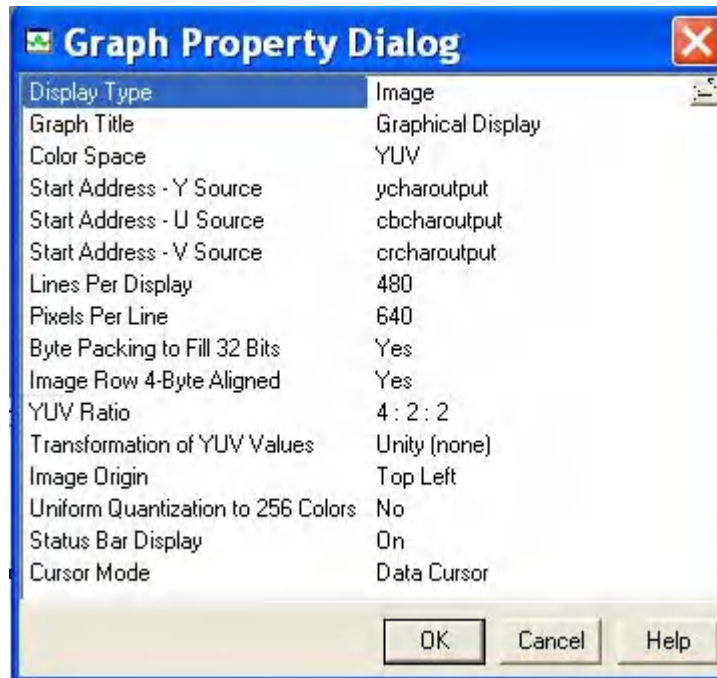 Graph Property Dialog
Display Type Image
Graph Title Graphical Display
Color Space YUV
Start Address - Y Source ycharoutput
Start Address - U Source cbcharoutput
Start Address - V Source crcharoutput
Lines Per Display 480
Pixels Per Line 640
Byte Packing to Fill 32 Bits Yes
Image Row 4-Byte Aligned Yes
YUV Ratio 4 : 2 : 2
Transformation of YUV Values Unity (none)
Image Origin Top Left
Uniform Quantization to 256 Colors No
Status Bar Display On
Cursor Mode Data Cursor
OK Cancel Help